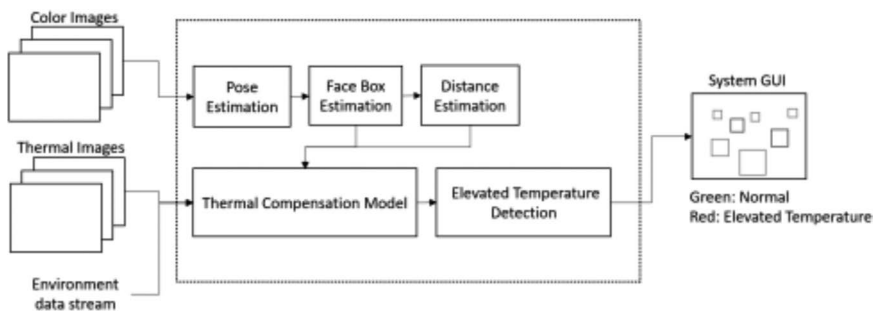 Color Images
Pose
Estimation
Face Box
Estimation
Distance
Estimation
System GUI
Thermal Images
Thermal Compensation Model
Elevated Temperature
Detection
Green: Normal
Red: Elevated Temperature
Environment
data stream